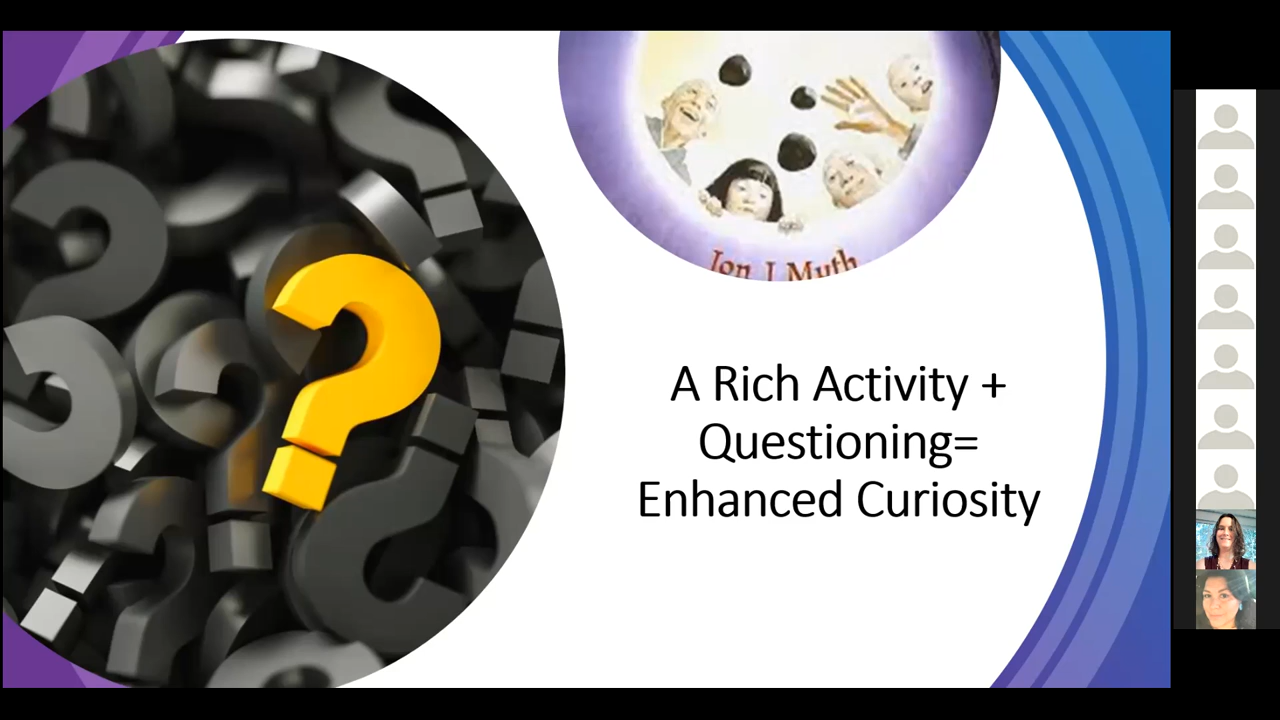 Jon J Muth
A Rich Activity +
Questioning=
Enhanced Curiosity